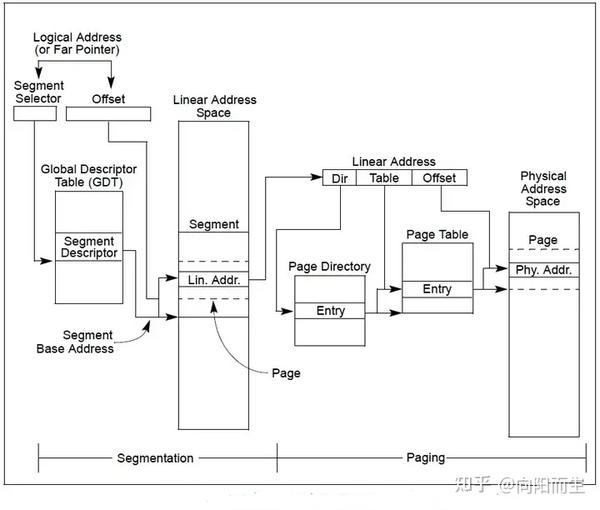 Logical Address
(or Far Pointer)
Segment
Selector
Offset
Linear Address
Space
Global Descriptor
Table (GDT)
Segment
Descriptor
Segment
Lin. Addr.
Segment
Base Address
Page
Linear Address
Dir
Table
Offset
Page Directory
Entry
Page Table
Entry
Physical
Address
Space
Page
Phy. Addr.
Segmentation
Paging
知乎 @向阳而生